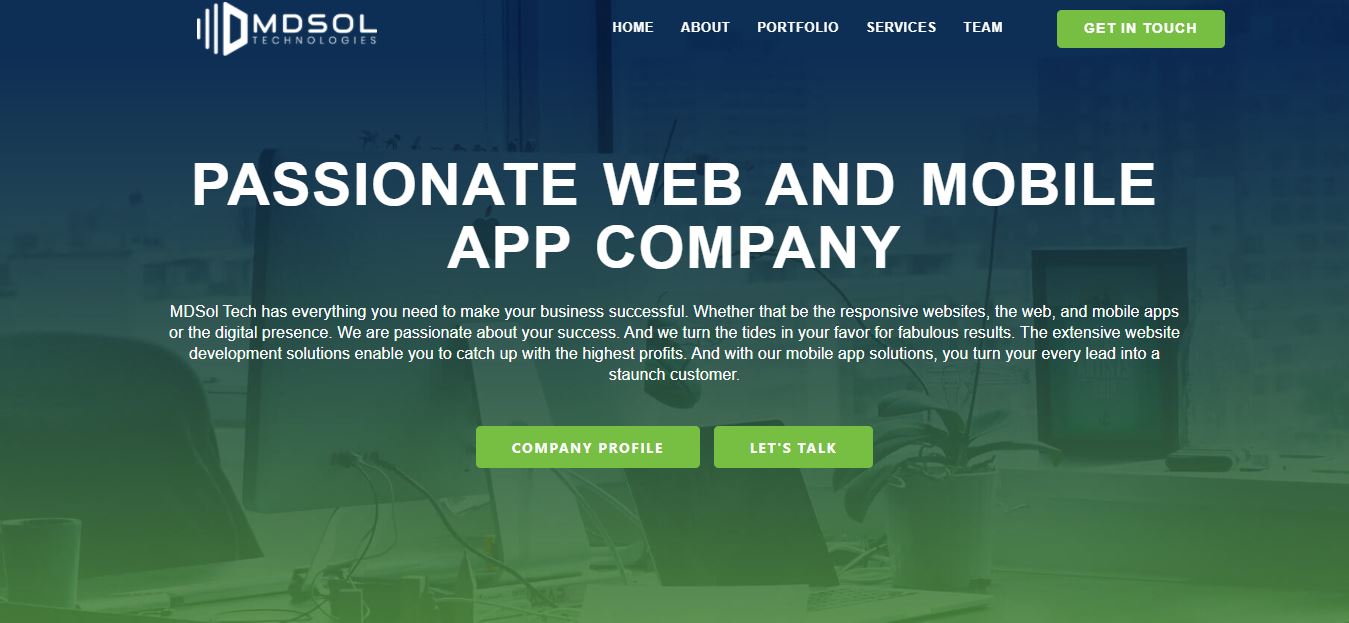 MDSOL
TECHNOLOGIES
HOME ABOUT PORTFOLIO SERVICES TEAM GET IN TOUCH
PASSIONATE WEB AND MOBILE
APP COMPANY
MDSol Tech has everything you need to make your business successful. Whether that be the responsive websites, the web, and mobile apps
or the digital presence. We are passionate about your success. And we turn the tides in your favor for fabulous results. The extensive website
development solutions enable you to catch up with the highest profits. And with our mobile app solutions, you turn your every lead into a
staunch customer.
COMPANY PROFILE LET'S TALK